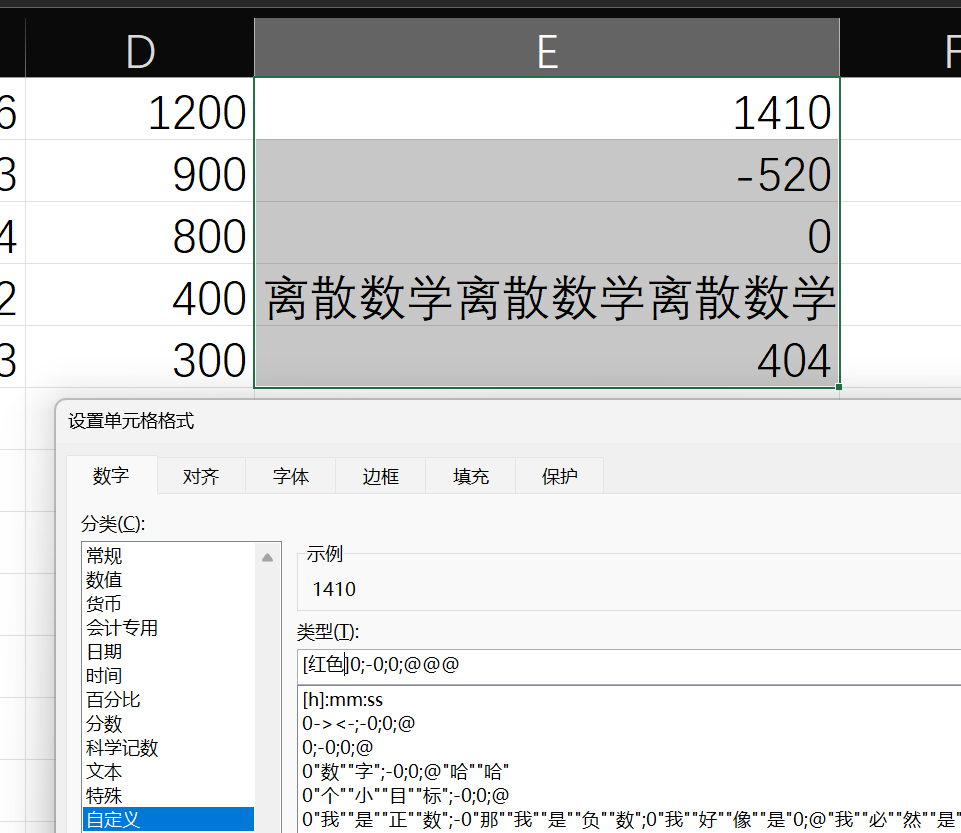 D E F
6 1200 1410
3 900 -520
4 800 0
2 400 离散数学离散数学离散数学
3 300 404
设置单元格格式
数字 对齐 字体 边框 填充 保护
分类(C):
常规
数值
货币
会计专用
日期
时间
百分比
分数
科学记数
文本
特殊
自定义
示例
1410
类型(T):
[红色]0;-0;0;@@@
[h]:mm:ss
0-><-;-0;0;@
0;-0;0;@
0"数""字";-0;0;@"哈""哈"
0"个""小""目""标";-0;0;@
0"我""是""正""数";-0"那""我""是""负""数";0"我""好""像""是"0;@"我""必""然""是"